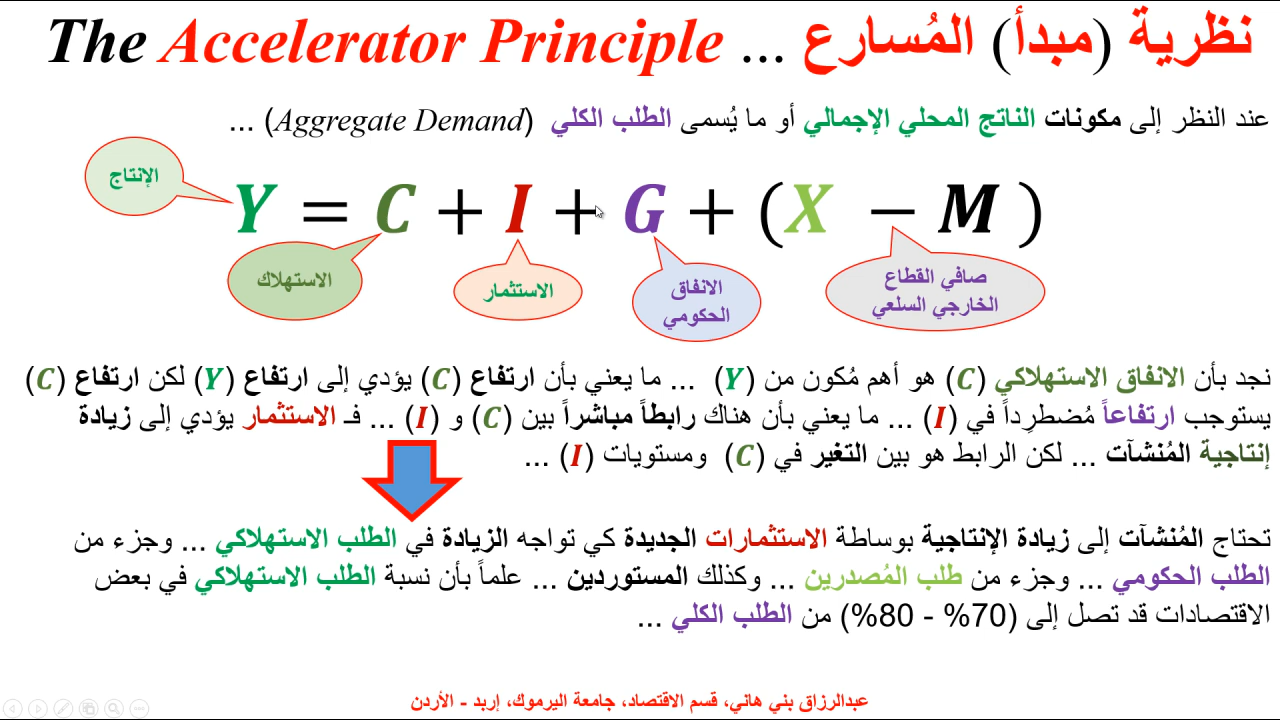 نظرية (مبدأ) المُسارع ... The Accelerator Principle
عند النظر إلى مكونات الناتج المحلي الإجمالي أو ما يُسمى الطلب الكلي (Aggregate Demand) ...
الإنتاج
Y = C + I + G + (X − M)
الاستهلاك
الاستثمار
الانفاق
الحكومي
صافي القطاع
الخارجي السلعي
نجد بأن الانفاق الاستهلاكي (C) هو أهم مُكون من (Y) ... ما يعني بأن ارتفاع (C) يؤدي إلى ارتفاع (Y) لكن ارتفاع (C)
يستوجب ارتفاعاً مُضطرِداً في (I) ... ما يعني بأن هناك رابطاً مباشراً بين (C) و (I) ... فـ الاستثمار يؤدي إلى زيادة
إنتاجية المُنشآت ... لكن الرابط هو بين التغير في (C) ومستويات (I) ...
تحتاج المُنشآت إلى زيادة الإنتاجية بوساطة الاستثمارات الجديدة كي تواجه الزيادة في الطلب الاستهلاكي ... وجزء من
الطلب الحكومي ... وجزء من طلب المُصدرين ... وكذلك المستوردين ... علماً بأن نسبة الطلب الاستهلاكي في بعض
الاقتصادات قد تصل إلى (70% - 80%) من الطلب الكلي ...
عبدالرزاق بني هاني، قسم الاقتصاد، جامعة اليرموك، إربد - الأردن